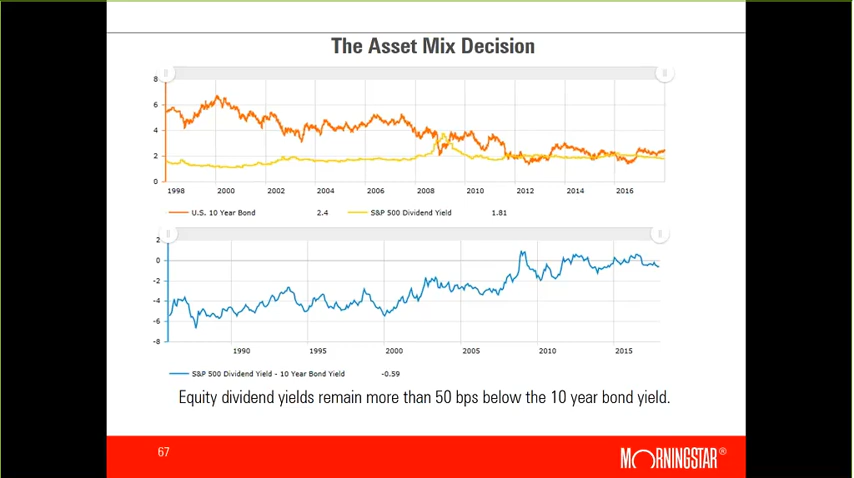 The Asset Mix Decision
8
6
4
2
0
1998 2000 2002 2004 2006 2008 2010 2012 2014 2016
U.S. 10 Year Bond 2.4 S&P 500 Dividend Yield 1.81
2
0
-2
-4
-6
-8
1990 1995 2000 2005 2010 2015
S&P 500 Dividend Yield - 10 Year Bond Yield -0.59
Equity dividend yields remain more than 50 bps below the 10 year bond yield.
67
MORNINGSTAR®